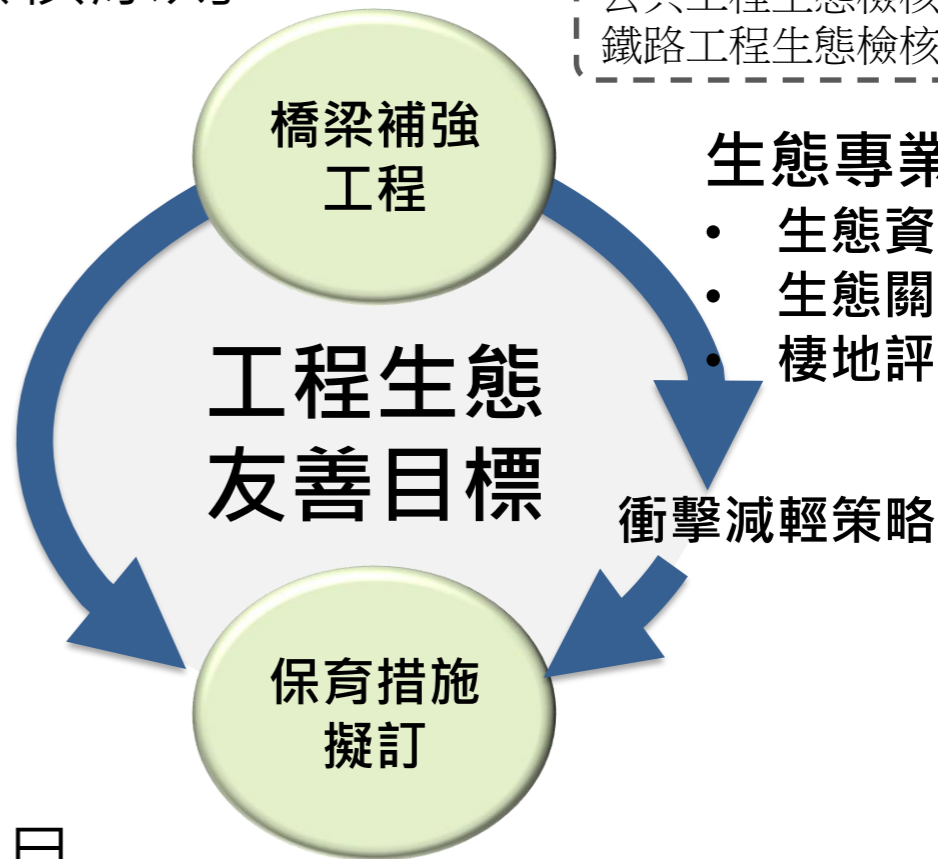 公共工程生態檢核
鐵路工程生態檢核
橋梁補強
工程
生態專業
• 生態資
• 生態關
• 棲地評
工程生態
友善目標
衝擊減輕策略
保育措施
擬訂